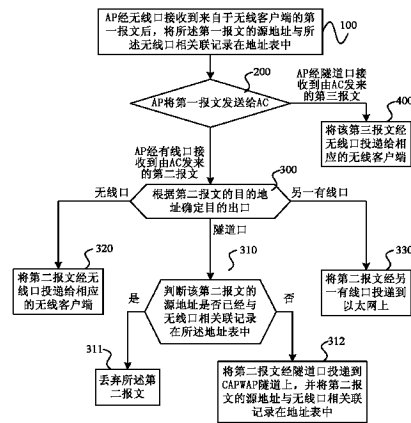 AP经无线口接收到来自于无线客户端的第
一报文后，将所述第一报文的源地址与所
述无线口相关联记录在地址表中
100
200
AP将第一报文发送给AC
AP经隧道口接
收到由AC发来
的第三报文
400
将该第三报文经
无线口投递给相
应的无线客户端
AP经有线口接
收到由AC发来
的第二报文
300
无线口
根据第二报文的目的地
址确定目的出口
另一有线口
隧道口
310
320
将第二报文经无
线口投递给相应
的无线客户端
330
将第二报文经另
一有线口投递到
以太网上
判断该第二报文的
源地址是否已经与
无线口相关联记录
在所述地址表中
是
否
311
丢弃所述第
二报文
312
将第二报文经隧道口投递到
CAPWAP隧道上，并将第二报
文的源地址与无线口相关联
记录在地址表中